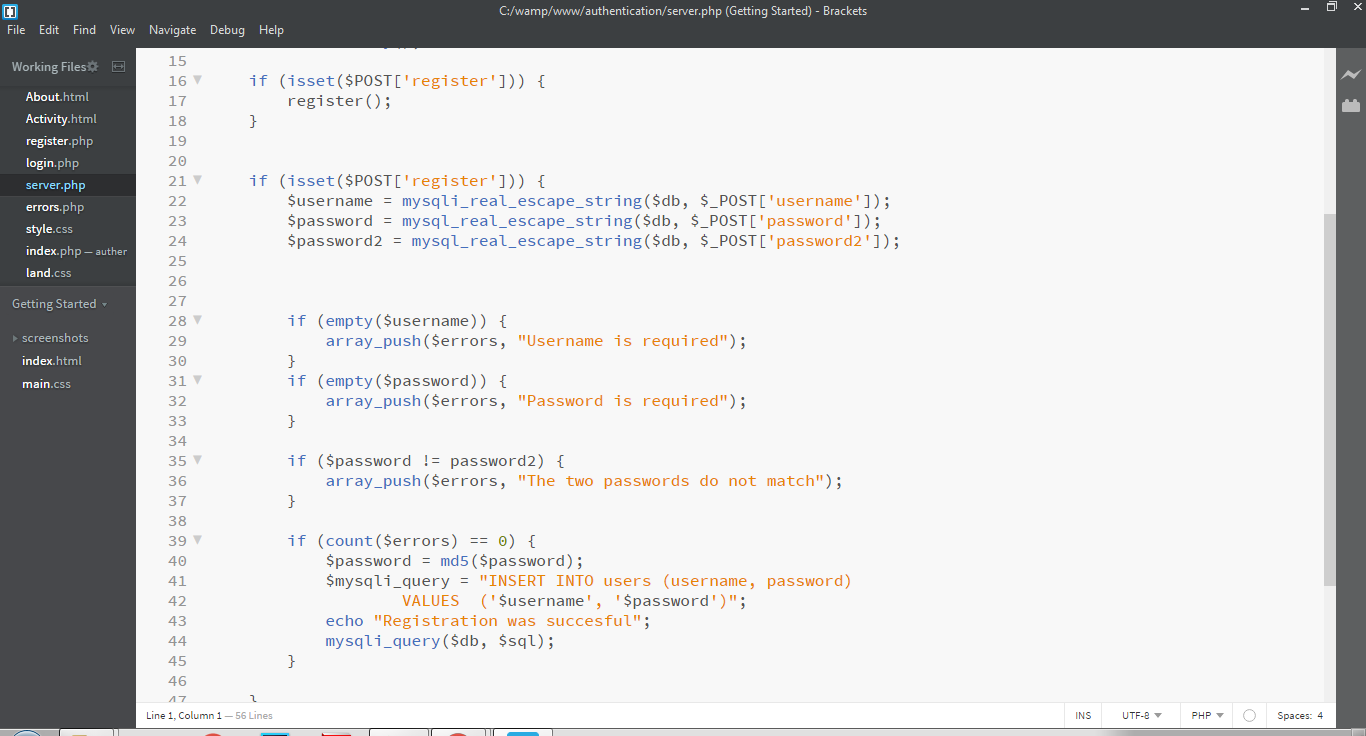 C:/wamp/www/authentication/server.php (Getting Started) - Brackets
File Edit Find View Navigate Debug Help
Working Files
About.html
Activity.html
register.php
login.php
server.php
errors.php
style.css
index.php — auther
land.css
Getting Started
screenshots
index.html
main.css
15
16 if (isset($POST['register'])) {
17 register();
18 }
19
20
21 if (isset($POST['register'])) {
22 $username = mysqli_real_escape_string($db, $_POST['username']);
23 $password = mysql_real_escape_string($db, $_POST['password']);
24 $password2 = mysql_real_escape_string($db, $_POST['password2']);
25
26
27
28 if (empty($username)) {
29 array_push($errors, "Username is required");
30 }
31 if (empty($password)) {
32 array_push($errors, "Password is required");
33 }
34
35 if ($password != password2) {
36 array_push($errors, "The two passwords do not match");
37 }
38
39 if (count($errors) == 0) {
40 $password = md5($password);
41 $mysqli_query = "INSERT INTO users (username, password)
42 VALUES ('$username', '$password')";
43 echo "Registration was succesful";
44 mysqli_query($db, $sql);
45 }
46
47 }
Line 1, Column 1 — 56 Lines
INS UTF-8 PHP Spaces: 4